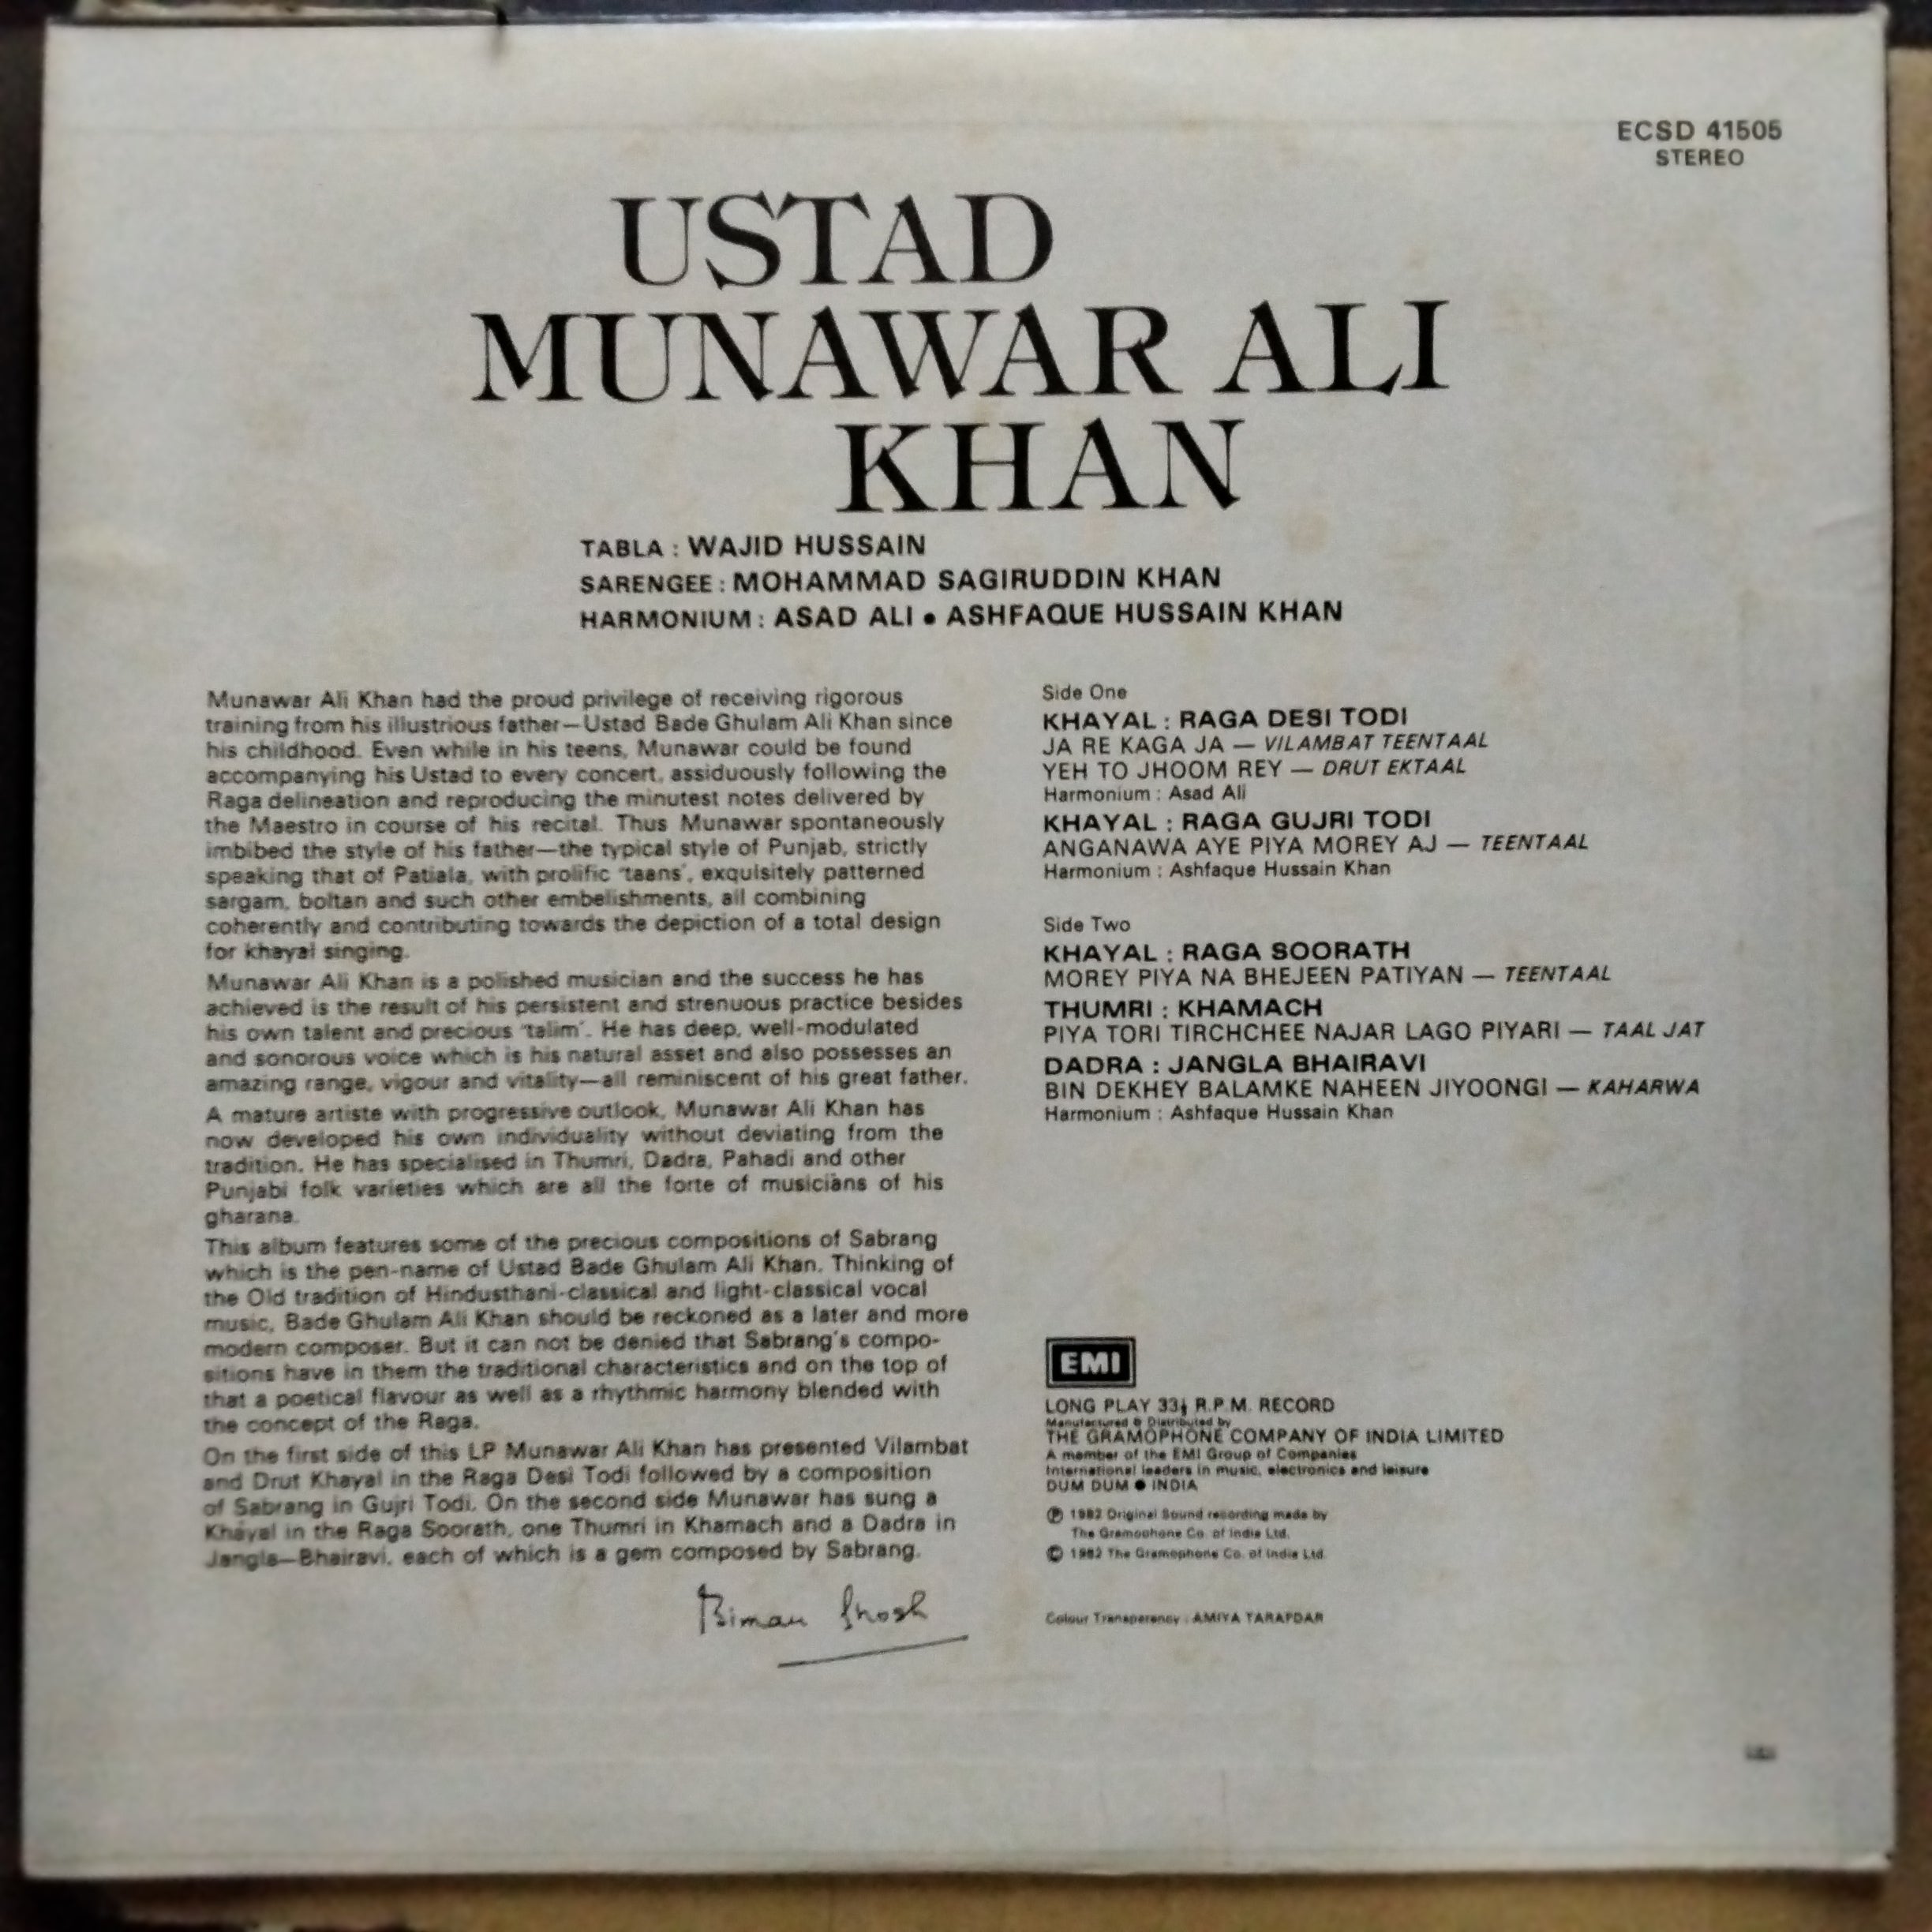 ECSD 41505
STEREO
USTAD
MUNAWAR ALI
KHAN
TABLA : WAJID HUSSAIN
SARENGEE : MOHAMMAD SAGIRUDDIN KHAN
HARMONIUM : ASAD ALI • ASHFAQUE HUSSAIN KHAN
Munawar Ali Khan had the proud privilege of receiving rigorous
training from his illustrious father—Ustad Bade Ghulam Ali Khan since
his childhood. Even while in his teens, Munawar could be found
accompanying his Ustad to every concert, assiduously following the
Raga delineation and reproducing the minutest notes delivered by
the Maestro in course of his recital. Thus Munawar spontaneously
imbibed the style of his father—the typical style of Punjab, strictly
speaking that of Patiala, with prolific 'taans', exquisitely patterned
sargam, boltan and such other embelishments, all combining
coherently and contributing towards the depiction of a total design
for khayal singing.
Munawar Ali Khan is a polished musician and the success he has
achieved is the result of his persistent and strenuous practice besides
his own talent and precious 'talim'. He has deep, well-modulated
and sonorous voice which is his natural asset and also possesses an
amazing range, vigour and vitality—all reminiscent of his great father.
A mature artiste with progressive outlook, Munawar Ali Khan has
now developed his own individuality without deviating from the
tradition. He has specialised in Thumri, Dadra, Pahadi and other
Punjabi folk varieties which are all the forte of musicians of his
gharana.
This album features some of the precious compositions of Sabrang
which is the pen-name of Ustad Bade Ghulam Ali Khan. Thinking of
the Old tradition of Hindusthani-classical and light-classical vocal
music, Bade Ghulam Ali Khan should be reckoned as a later and more
modern composer. But it can not be denied that Sabrang's compo-
sitions have in them the traditional characteristics and on the top of
that a poetical flavour as well as a rhythmic harmony blended with
the concept of the Raga.
On the first side of this LP Munawar Ali Khan has presented Vilambat
and Drut Khayal in the Raga Desi Todi followed by a composition
of Sabrang in Gujri Todi. On the second side Munawar has sung a
Khayal in the Raga Soorath, one Thumri in Khamach and a Dadra in
Jangla—Bhairavi, each of which is a gem composed by Sabrang.
Biman Ghosh
Side One
KHAYAL : RAGA DESI TODI
JA RE KAGA JA — VILAMBAT TEENTAAL
YEH TO JHOOM REY — DRUT EKTAAL
Harmonium : Asad Ali
KHAYAL : RAGA GUJRI TODI
ANGANAWA AYE PIYA MOREY AJ — TEENTAAL
Harmonium : Ashfaque Hussain Khan
Side Two
KHAYAL : RAGA SOORATH
MOREY PIYA NA BHEJEEN PATIYAN — TEENTAAL
THUMRI : KHAMACH
PIYA TORI TIRCHCHEE NAJAR LAGO PIYARI — TAAL JAT
DADRA : JANGLA BHAIRAVI
BIN DEKHEY BALAMKE NAHEEN JIYOONGI — KAHARWA
Harmonium : Ashfaque Hussain Khan
EMI
LONG PLAY 33⅓ R.P.M. RECORD
Manufactured & Distributed by
THE GRAMOPHONE COMPANY OF INDIA LIMITED
A member of the EMI Group of Companies
International leaders in music, electronics and leisure
DUM DUM ● INDIA
℗ 1982 Original Sound recording made by
The Gramophone Co. of India Ltd.
© 1982 The Gramophone Co. of India Ltd.
Colour Transparency : AMIYA TARAFDAR